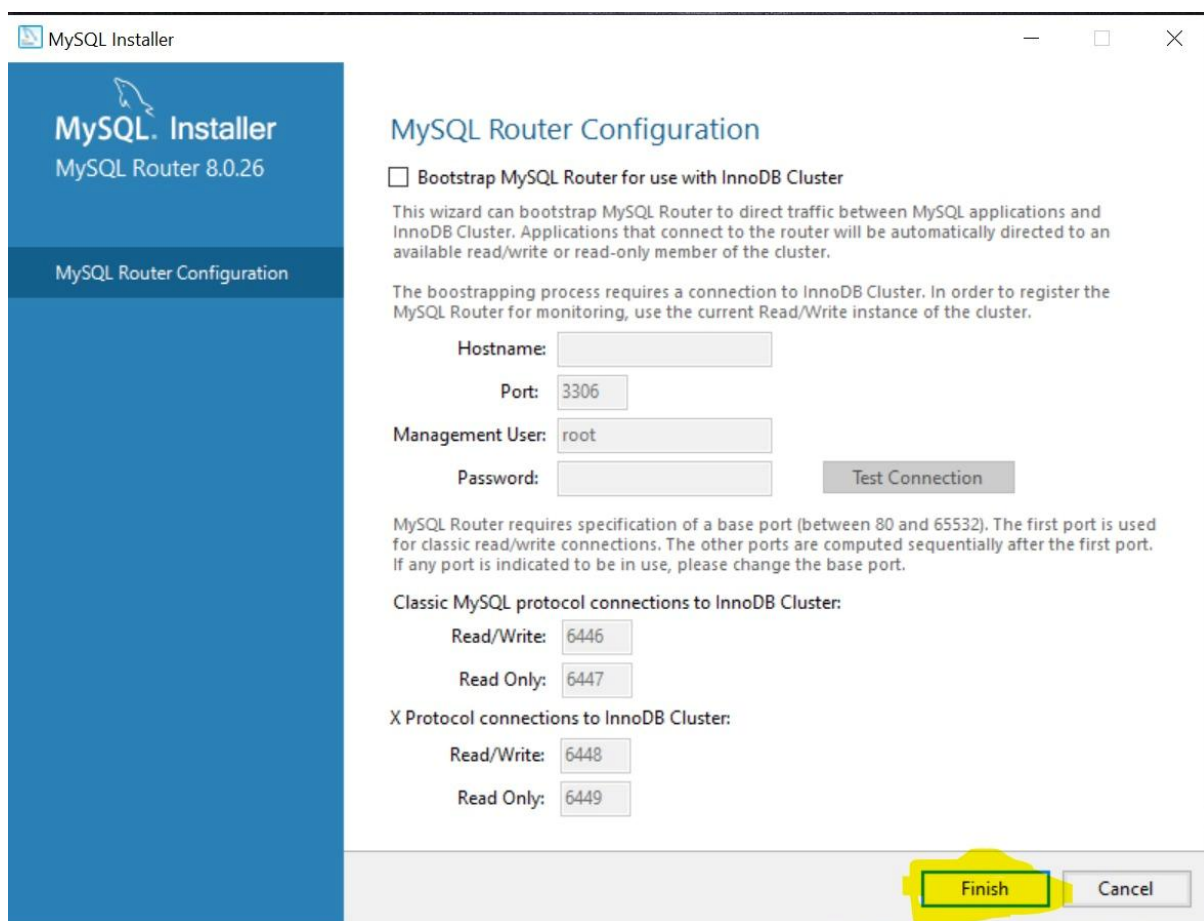 MySQL Installer
MySQL. Installer
MySQL Router 8.0.26
MySQL Router Configuration
MySQL Router Configuration
Bootstrap MySQL Router for use with InnoDB Cluster
This wizard can bootstrap MySQL Router to direct traffic between MySQL applications and
InnoDB Cluster. Applications that connect to the router will be automatically directed to an
available read/write or read-only member of the cluster.
The boostrapping process requires a connection to InnoDB Cluster. In order to register the
MySQL Router for monitoring, use the current Read/Write instance of the cluster.
Hostname:
Port: 3306
Management User: root
Password: Test Connection
MySQL Router requires specification of a base port (between 80 and 65532). The first port is used
for classic read/write connections. The other ports are computed sequentially after the first port.
If any port is indicated to be in use, please change the base port.
Classic MySQL protocol connections to InnoDB Cluster:
Read/Write: 6446
Read Only: 6447
X Protocol connections to InnoDB Cluster:
Read/Write: 6448
Read Only: 6449
Finish Cancel